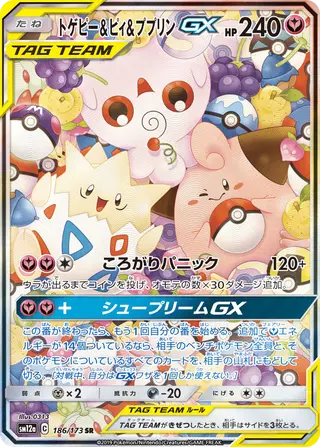 たね
トゲピー&ピィ&ププリンGX
HP240
TAG TEAM
ころがりパニック 120+
ウラが出るまでコインを投げ、オモテの数×30ダメージ追加。
+ シュープリームGX
この番が終わったら、もう1回自分の番を始める。追加でエネルギーが14個ついているなら、相手のベンチポケモン全員と、そのポケモンについているすべてのカードを、相手の山札にもどして切る。[対戦中、自分はGXワザを1回しか使えない。]
弱点 ×2 抵抗力 -20 にげる
Illus. 0313
sm12a C 186/173 SR
TAG TEAM ルール
TAG TEAMがきぜつしたとき、相手はサイドを3枚とる。
©2019 Pokémon/Nintendo/Creatures/GAME FREAK.